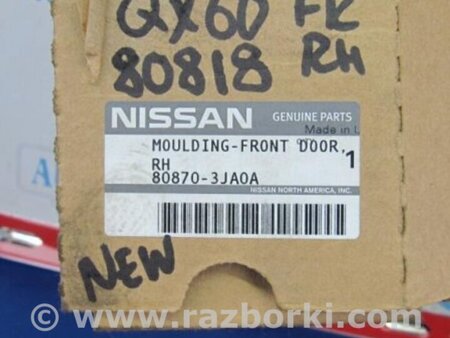 QX60 FR
80818 RH
NISSAN GENUINE PARTS
Made in
MOULDING-FRONT DOOR, 1
RH
80870-3JA0A
NISSAN NORTH AMERICA, INC.
NEW
© www.razborki.com